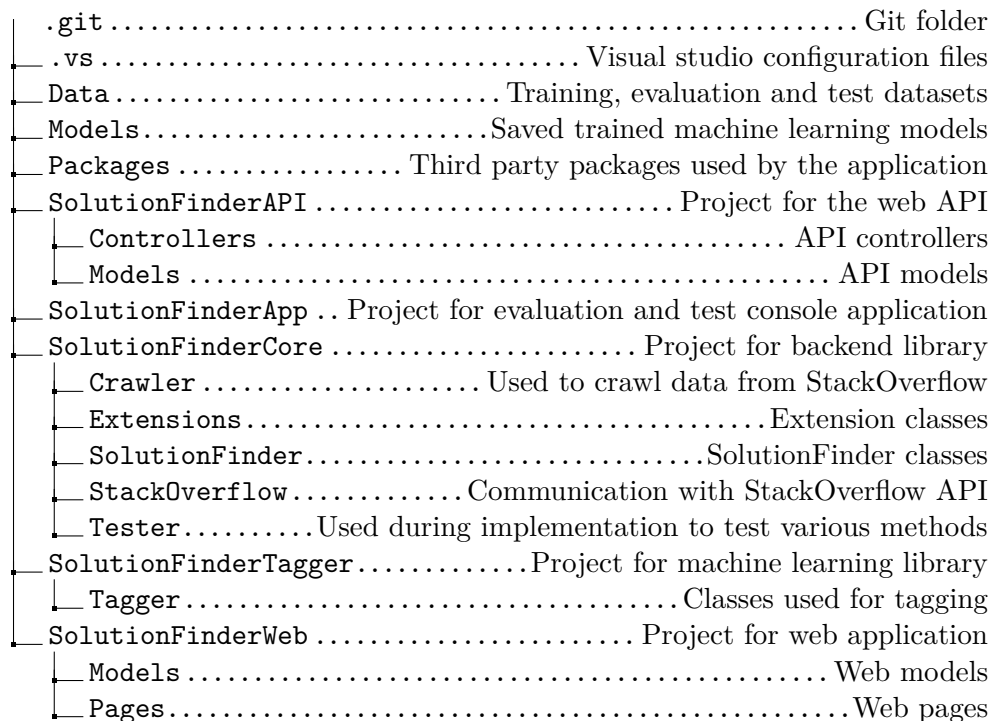 .git ........................................................ Git folder
.vs .................................... Visual studio configuration files
Data ............................. Training, evaluation and test datasets
Models .......................... Saved trained machine learning models
Packages ................. Third party packages used by the application
SolutionFinderAPI ........................... Project for the web API
Controllers ......................................... API controllers
Models ................................................ API models
SolutionFinderApp .. Project for evaluation and test console application
SolutionFinderCore ....................... Project for backend library
Crawler ..................... Used to crawl data from StackOverflow
Extensions ....................................... Extension classes
SolutionFinder .............................. SolutionFinder classes
StackOverflow ............. Communication with StackOverflow API
Tester .......... Used during implementation to test various methods
SolutionFinderTagger ............. Project for machine learning library
Tagger ..................................... Classes used for tagging
SolutionFinderWeb ........................ Project for web application
Models ................................................ Web models
Pages ................................................... Web pages